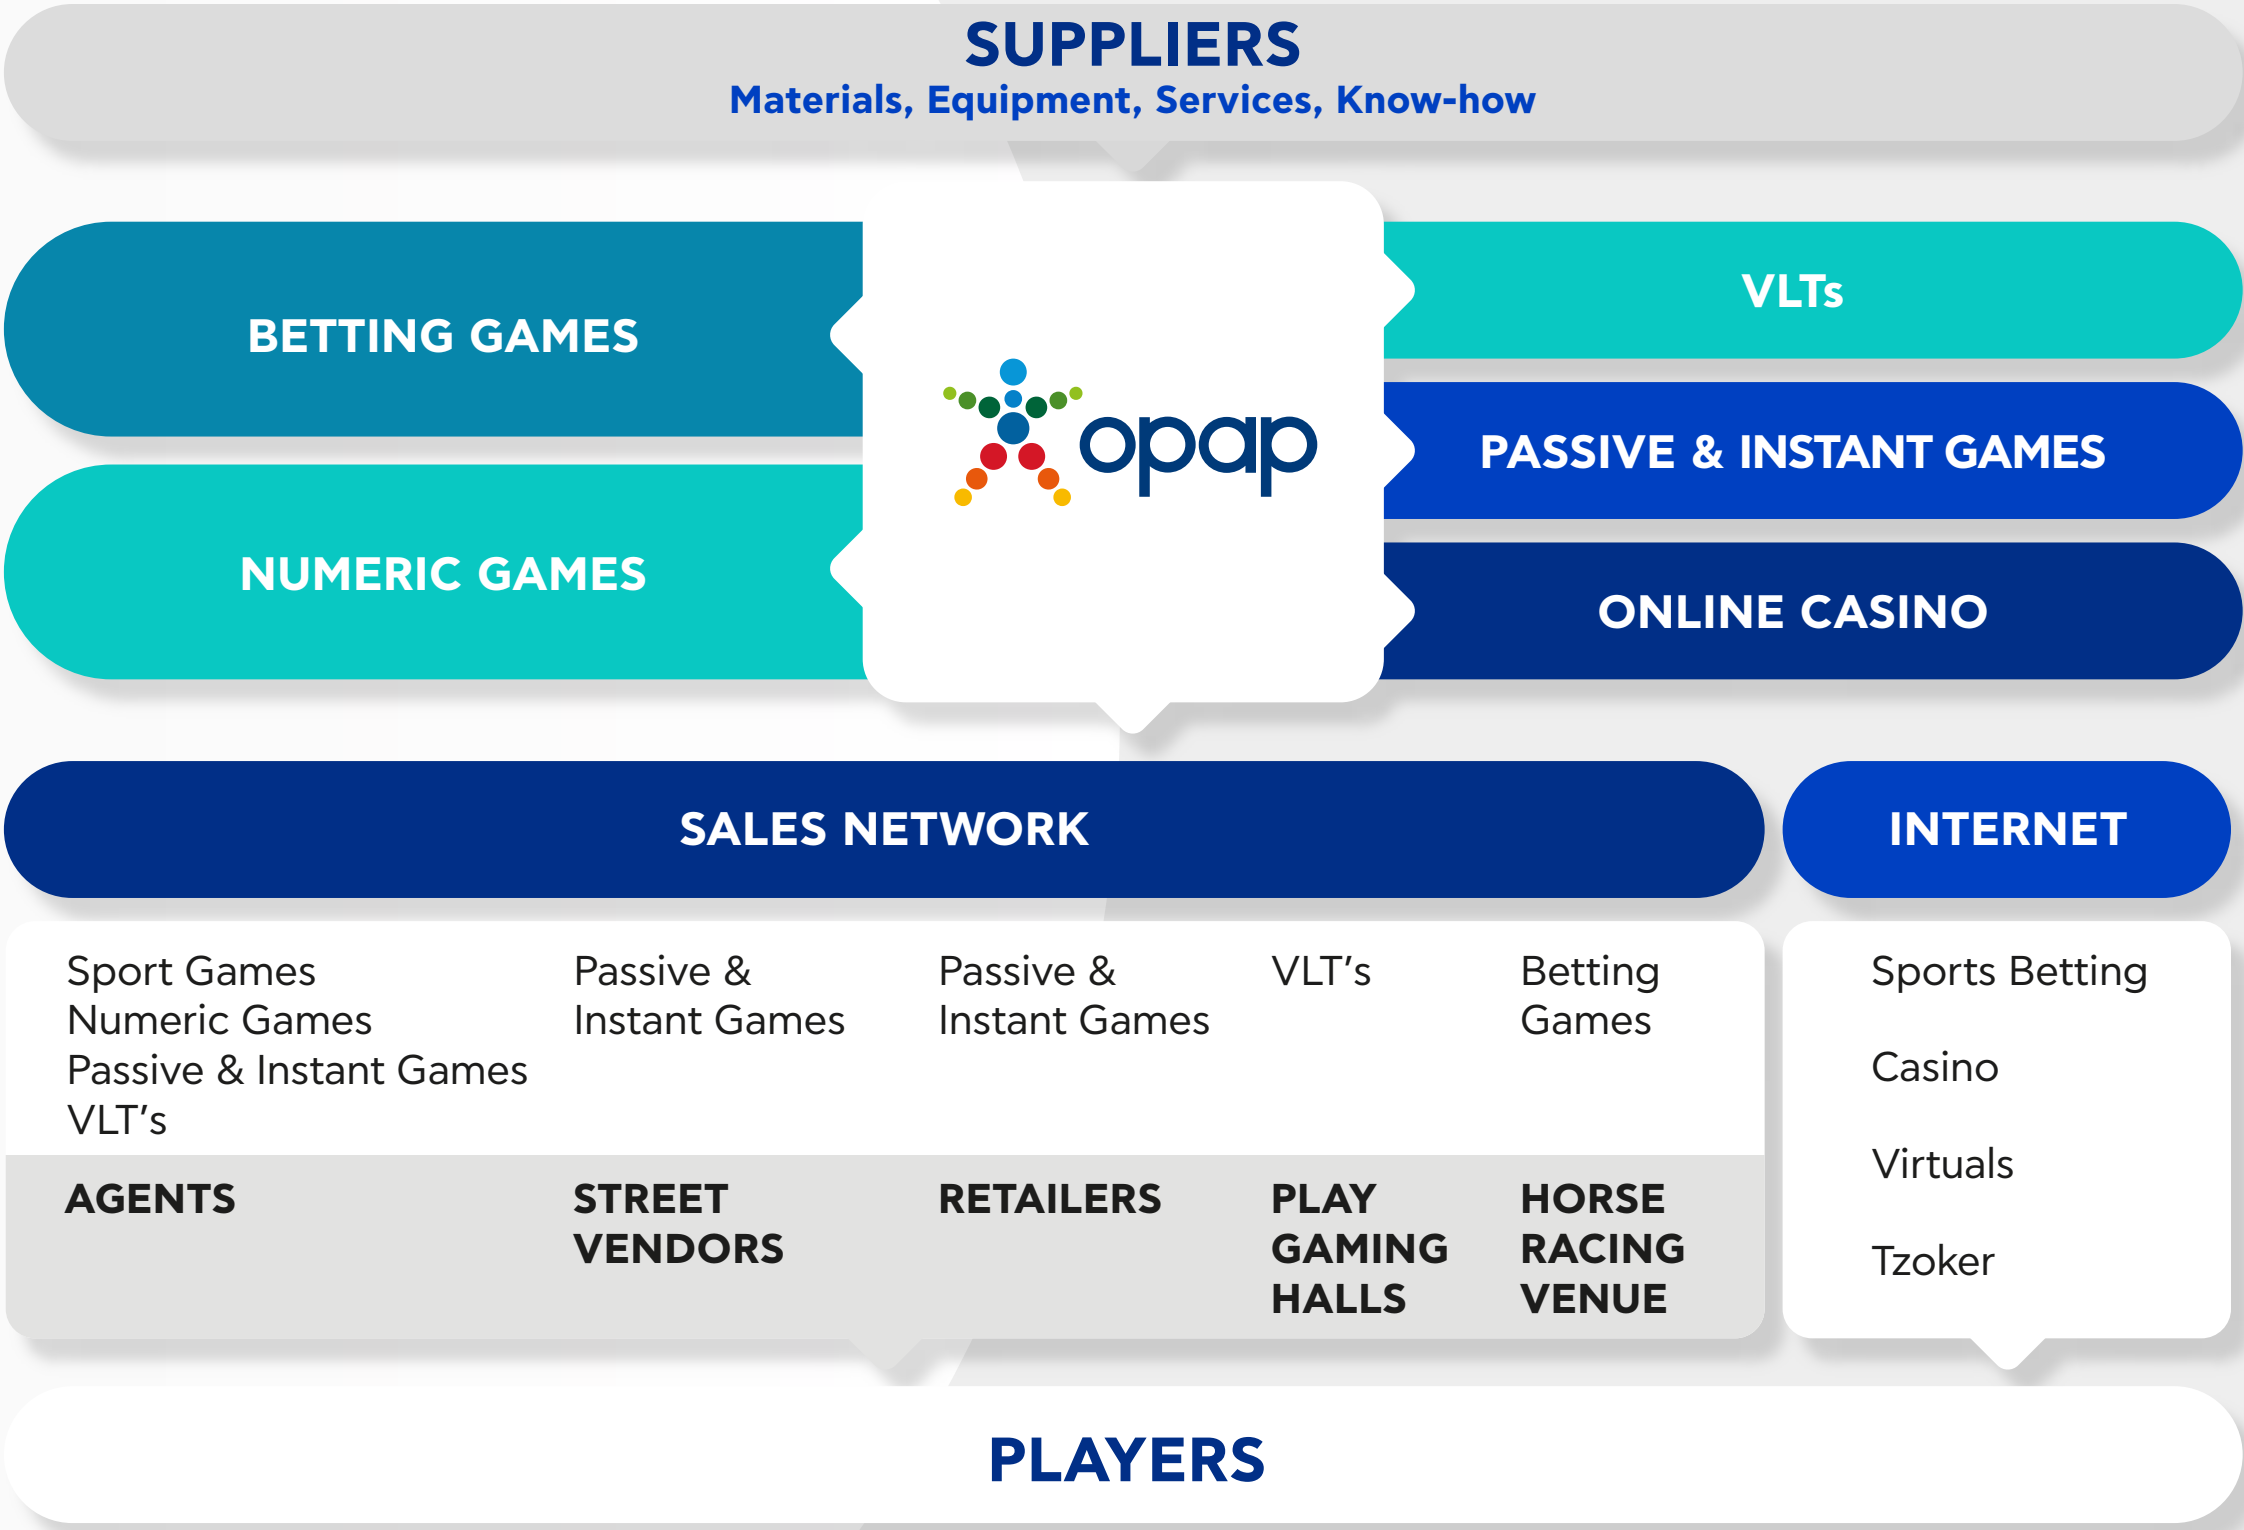 SUPPLIERS
Materials, Equipment, Services, Know-how
BETTING GAMES
NUMERIC GAMES
opap
VLTs
PASSIVE & INSTANT GAMES
ONLINE CASINO
SALES NETWORK
Sport Games
Numeric Games
Passive & Instant Games
VLT’s
AGENTS
Passive &
Instant Games
STREET
VENDORS
Passive &
Instant Games
RETAILERS
VLT’s
PLAY
GAMING
HALLS
Betting
Games
HORSE
RACING
VENUE
INTERNET
Sports Betting
Casino
Virtuals
Tzoker
PLAYERS